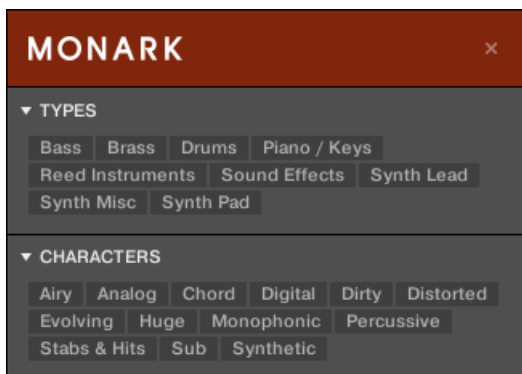 MONARK ×
▼ TYPES
Bass Brass Drums Piano / Keys
Reed Instruments Sound Effects Synth Lead
Synth Misc Synth Pad
▼ CHARACTERS
Airy Analog Chord Digital Dirty Distorted
Evolving Huge Monophonic Percussive
Stabs & Hits Sub Synthetic